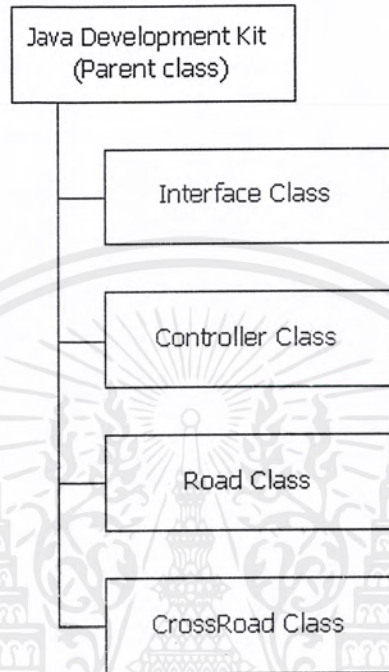 Java Development Kit
(Parent class)
Interface Class
Controller Class
Road Class
CrossRoad Class